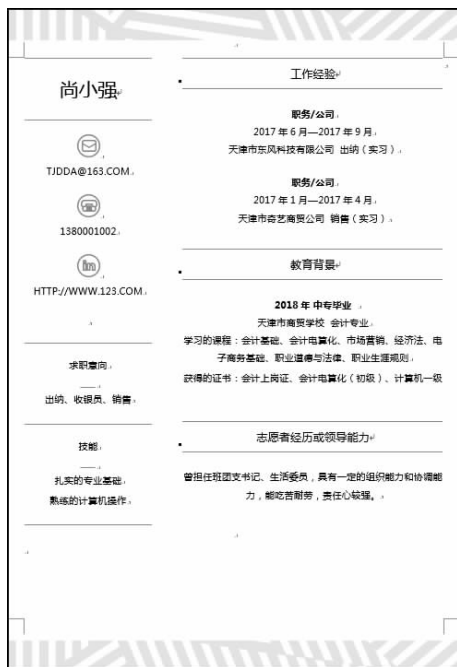 尚小强
TJDDA@163.COM
1380001002
HTTP://WWW.123.COM
求职意向
出纳、收银员、销售
技能
扎实的专业基础
熟练的计算机操作
工作经验
职务/公司
2017 年 6 月—2017 年 9 月
天津市东风科技有限公司 出纳（实习）
职务/公司
2017 年 1 月—2017 年 4 月
天津市奇艺商贸公司 销售（实习）
教育背景
2018 年 中专毕业
天津市商贸学校 会计专业
学习的课程：会计基础、会计电算化、市场营销、经济法、电
子商务基础、职业道德与法律、职业生涯规则
获得的证书：会计上岗证、会计电算化（初级）、计算机一级
志愿者经历或领导能力
曾担任班团支书记、生活委员，具有一定的组织能力和协调能
力，能吃苦耐劳，责任心较强。